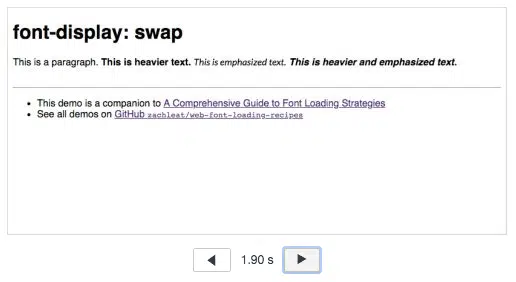 font-display: swap
This is a paragraph. This is heavier text. This is emphasized text. This is heavier and emphasized text.
• This demo is a companion to A Comprehensive Guide to Font Loading Strategies
• See all demos on GitHub zachleat/web-font-loading-recipes
1.90 s